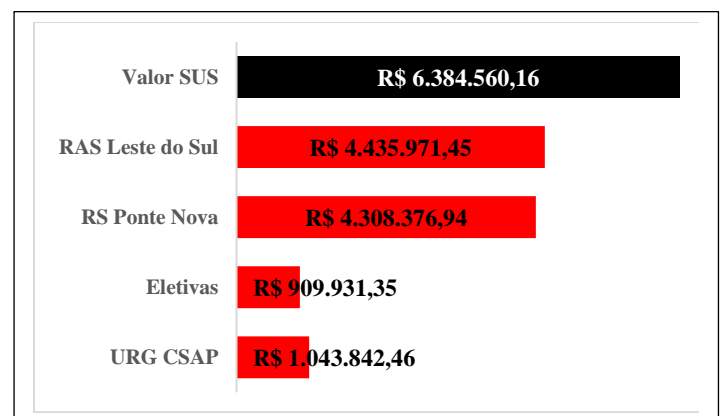 Valor SUS R$ 6.384.560,16
RAS Leste do Sul R$ 4.435.971,45
RS Ponte Nova R$ 4.308.376,94
Eletivas R$ 909.931,35
URG CSAP R$ 1.043.842,46